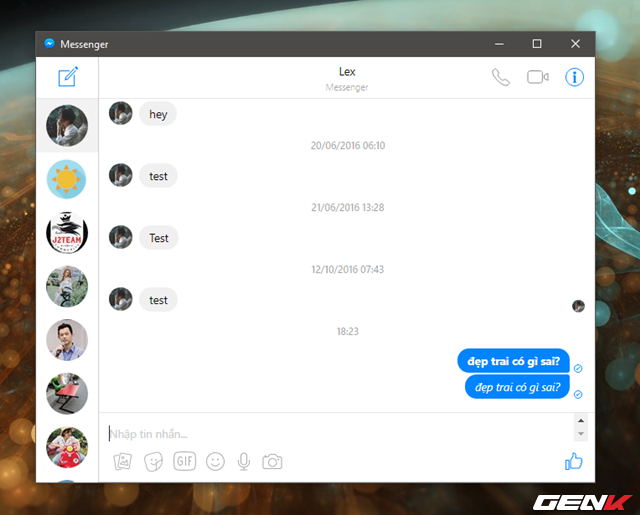 Messenger
Lex
Messenger
hey
20/06/2016 06:10
test
21/06/2016 13:28
Test
12/10/2016 07:43
test
18:23
đẹp trai có gì sai?
đẹp trai có gì sai?
J2TEAM
Nhập tin nhắn...
GIF
GENK